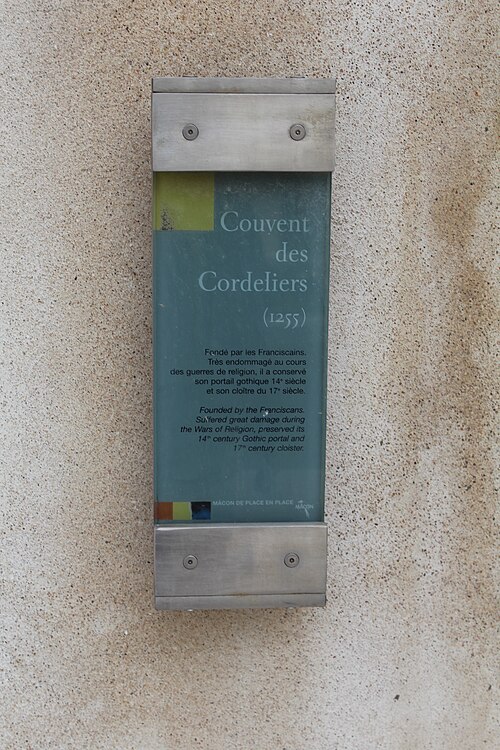 Couvent
des
Cordeliers
(1255)
Fondé par les Franciscains.
Très endommagé au cours
des guerres de religion, il a conservé
son portail gothique 14e siècle
et son cloître du 17e siècle.
Founded by the Franciscans.
Suffered great damage during
the Wars of Religion, preserved its
14th century Gothic portal and
17th century cloister.
MÂCON DE PLACE EN PLACE
MÂCON